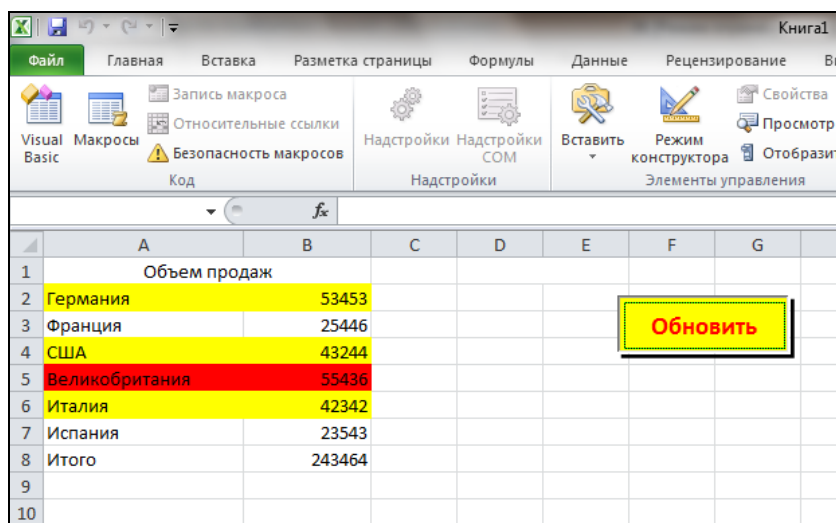 Книга1
Файл Главная Вставка Разметка страницы Формулы Данные Рецензирование
Visual Basic
Макросы
Запись макроса
Относительные ссылки
Безопасность макросов
Код
Надстройки
Надстройки COM
Надстройки
Вставить
Режим конструктора
Свойства
Просмотр
Отобрази
Элементы управления
fx
A B C D E F G
1 Объем продаж
2 Германия 53453
3 Франция 25446
4 США 43244
5 Великобритания 55436
6 Италия 42342
7 Испания 23543
8 Итого 243464
9
10
Обновить